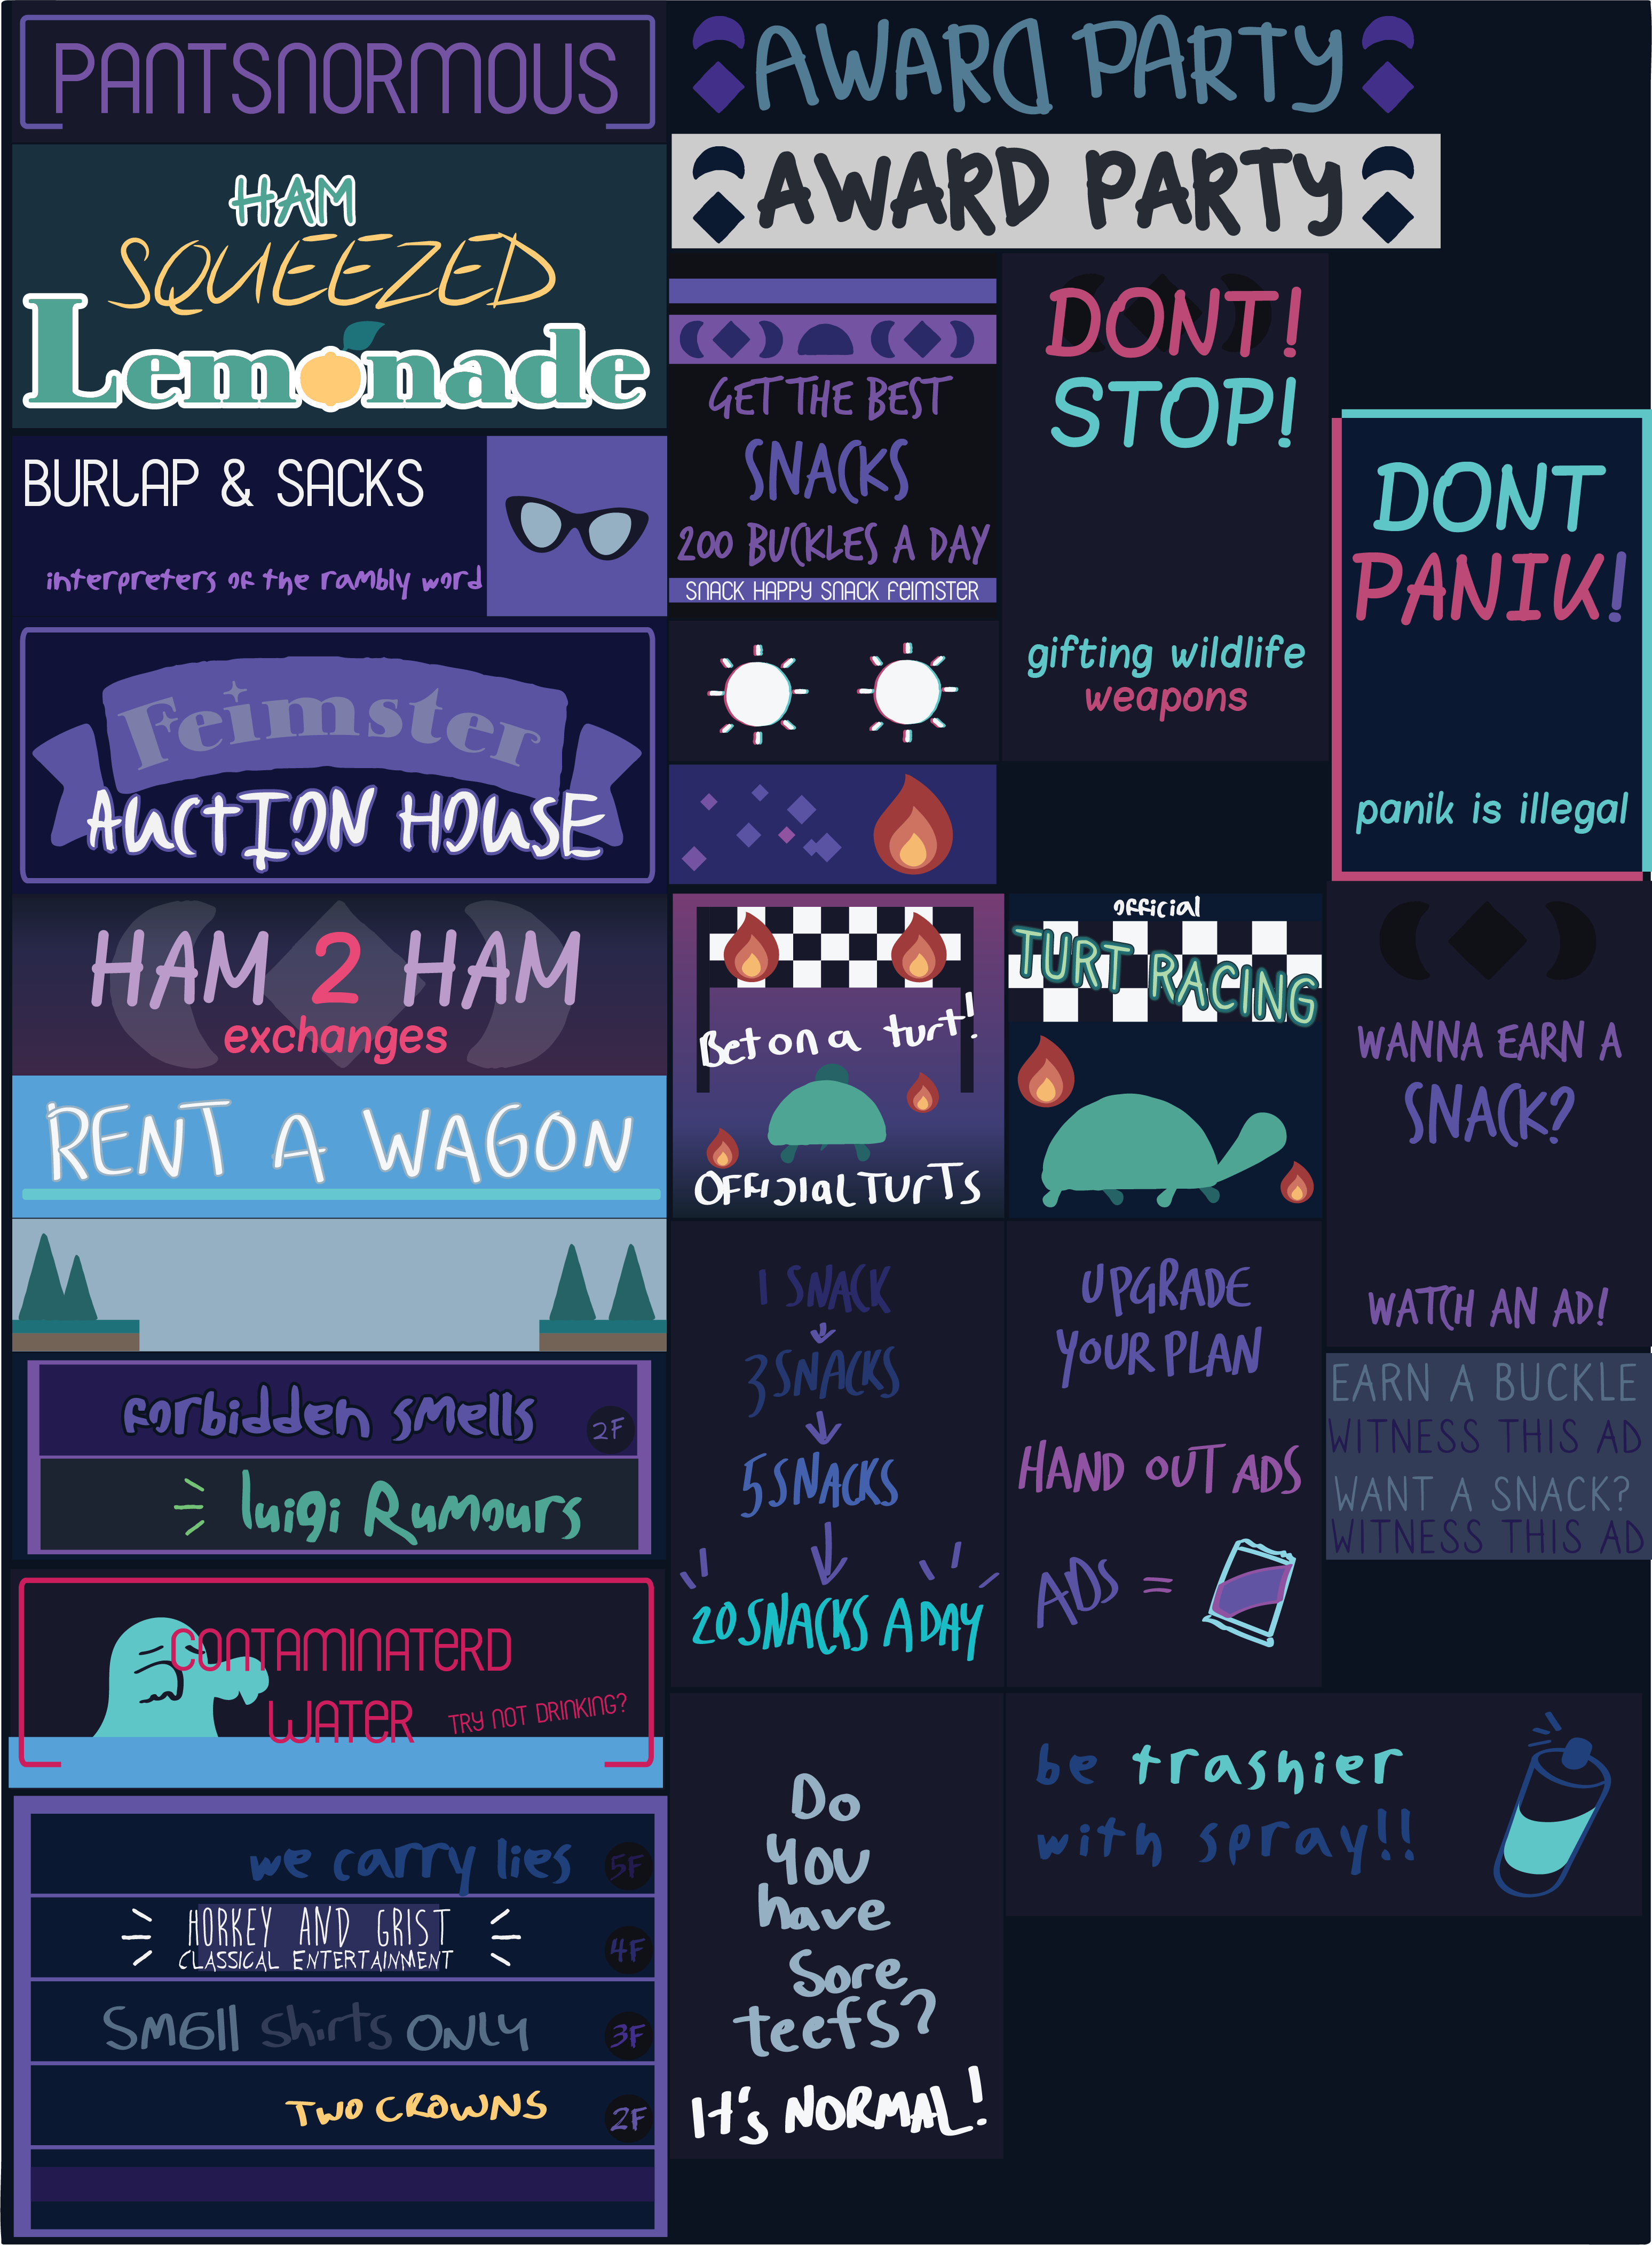 PANTSNORMOUS
HAM
SQUEEZED
Lemonade
BURLAP & SACKS
interpreters of the rambly word
Feimster
AUCTION HOUSE
HAM 2 HAM
exchanges
RENT A WAGON
forbidden smells
2F
luigi Rumours
CONTAMINATERD
WATER
TRY NOT DRINKING?
we carry lies
5F
HORKEY AND GRIST
CLASSICAL ENTERTAINMENT
4F
SMEll shirts ONLY
3F
TWO CROWNS
2F
AWARD PARTY
AWARD PARTY
GET THE BEST
SNACKS
200 BUCKLES A DAY
SNACK HAPPY SNACK FEIMSTER
DONT!
STOP!
gifting wildlife
weapons
DONT
PANIK!
panik is illegal
Bet on a turt!
OFFICIAL TURTS
OFFICIAL
TURT RACING
WANNA EARN A
SNACK?
WATCH AN AD!
1 SNACK
3 SNACKS
5 SNACKS
20 SNACKS A DAY
UPGRADE
YOUR PLAN
HAND OUT ADS
ADS =
EARN A BUCKLE
WITNESS THIS AD
WANT A SNACK?
WITNESS THIS AD
Do
You
have
Sore
teefs?
It's NORMAL!
be trashier
with spray!!